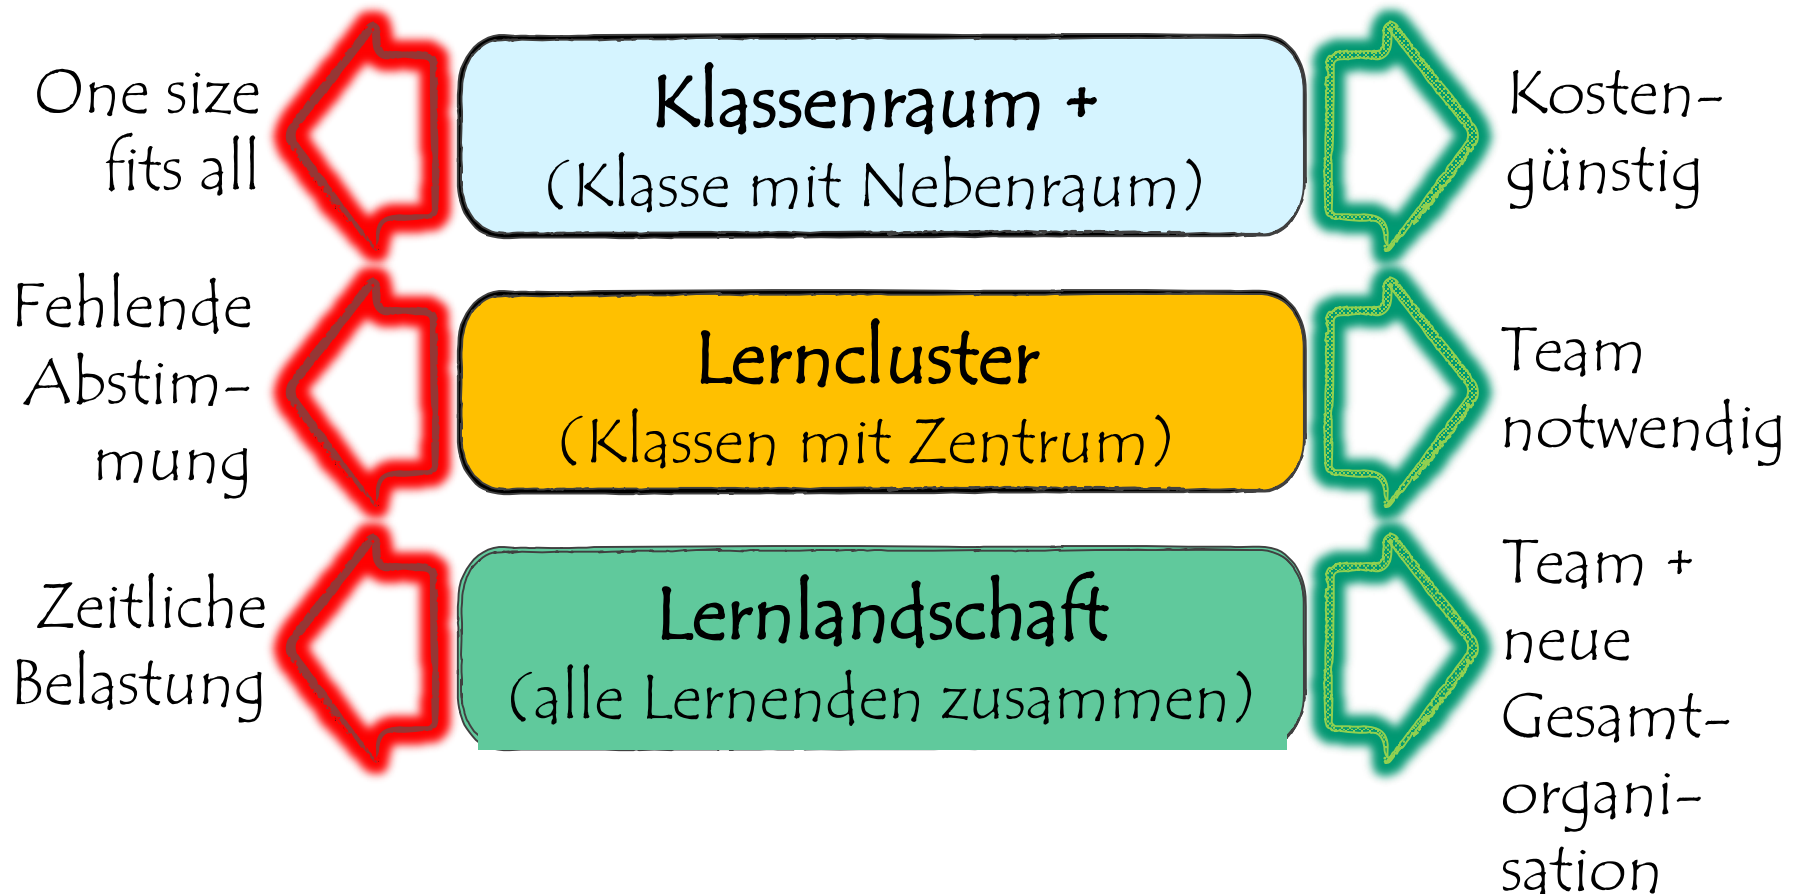 One size
fits all
Klassenraum +
(Klasse mit Nebenraum)
Kosten-
günstig
Fehlende
Abstim-
mung
Lerncluster
(Klassen mit Zentrum)
Team
notwendig
Zeitliche
Belastung
Lernlandschaft
(alle Lernenden zusammen)
Team +
neue
Gesamt-
organi-
sation